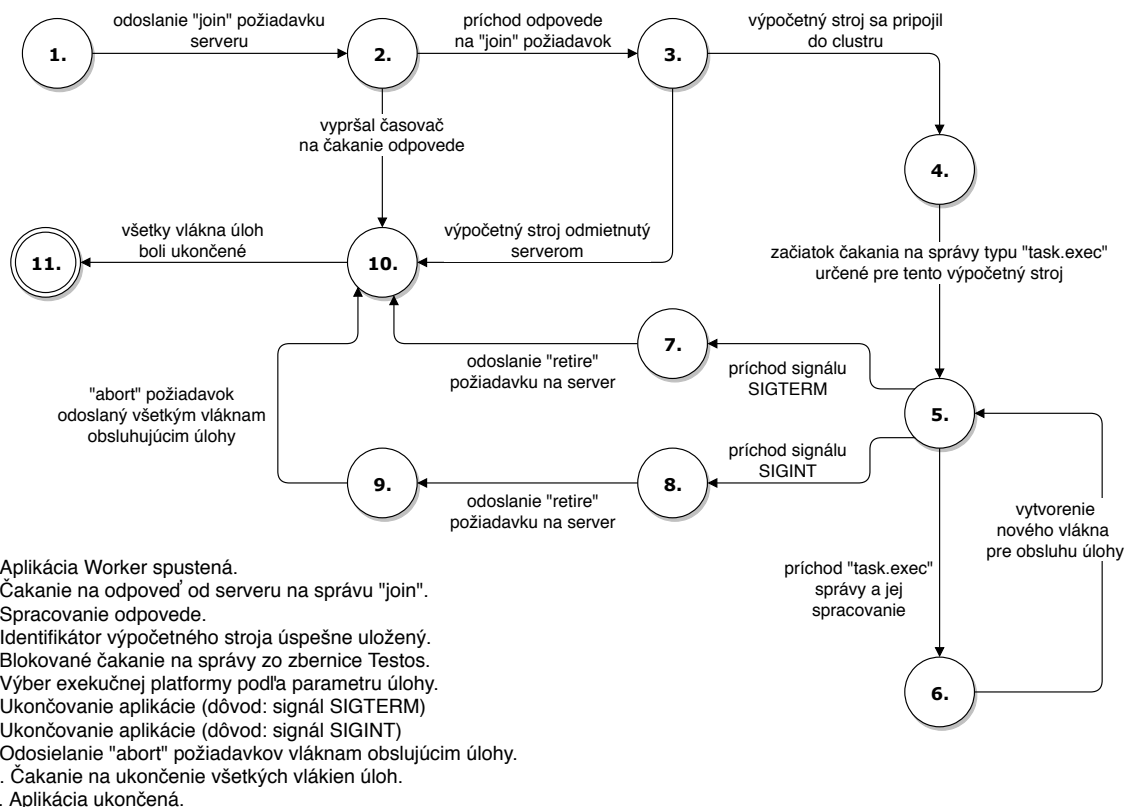 odoslanie "join" požiadavku
serveru
príchod odpovede
na "join" požiadavok
výpočetný stroj sa pripojil
do clustru
1.
2.
3.
vypršal časovač
na čakanie odpovede
4.
všetky vlákna úloh
boli ukončené
výpočetný stroj odmietnutý
serverom
začiatok čakania na správy typu "task.exec"
určené pre tento výpočetný stroj
11.
10.
7.
odoslanie "retire"
požiadavku na server
príchod signálu
SIGTERM
"abort" požiadavok
odoslaný všetkým vláknam
obsluhujúcim úlohy
5.
príchod signálu
SIGINT
9.
8.
odoslanie "retire"
požiadavku na server
vytvorenie
nového vlákna
pre obsluhu úlohy
príchod "task.exec"
správy a jej
spracovanie
6.
Aplikácia Worker spustená.
Čakanie na odpoveď od serveru na správu "join".
Spracovanie odpovede.
Identifikátor výpočetného stroja úspešne uložený.
Blokované čakanie na správy zo zbernice Testos.
Výber exekučnej platformy podľa parametru úlohy.
Ukončovanie aplikácie (dôvod: signál SIGTERM)
Ukončovanie aplikácie (dôvod: signál SIGINT)
Odosielanie "abort" požiadavkov vláknam obslujúcim úlohy.
. Čakanie na ukončenie všetkých vlákien úloh.
. Aplikácia ukončená.